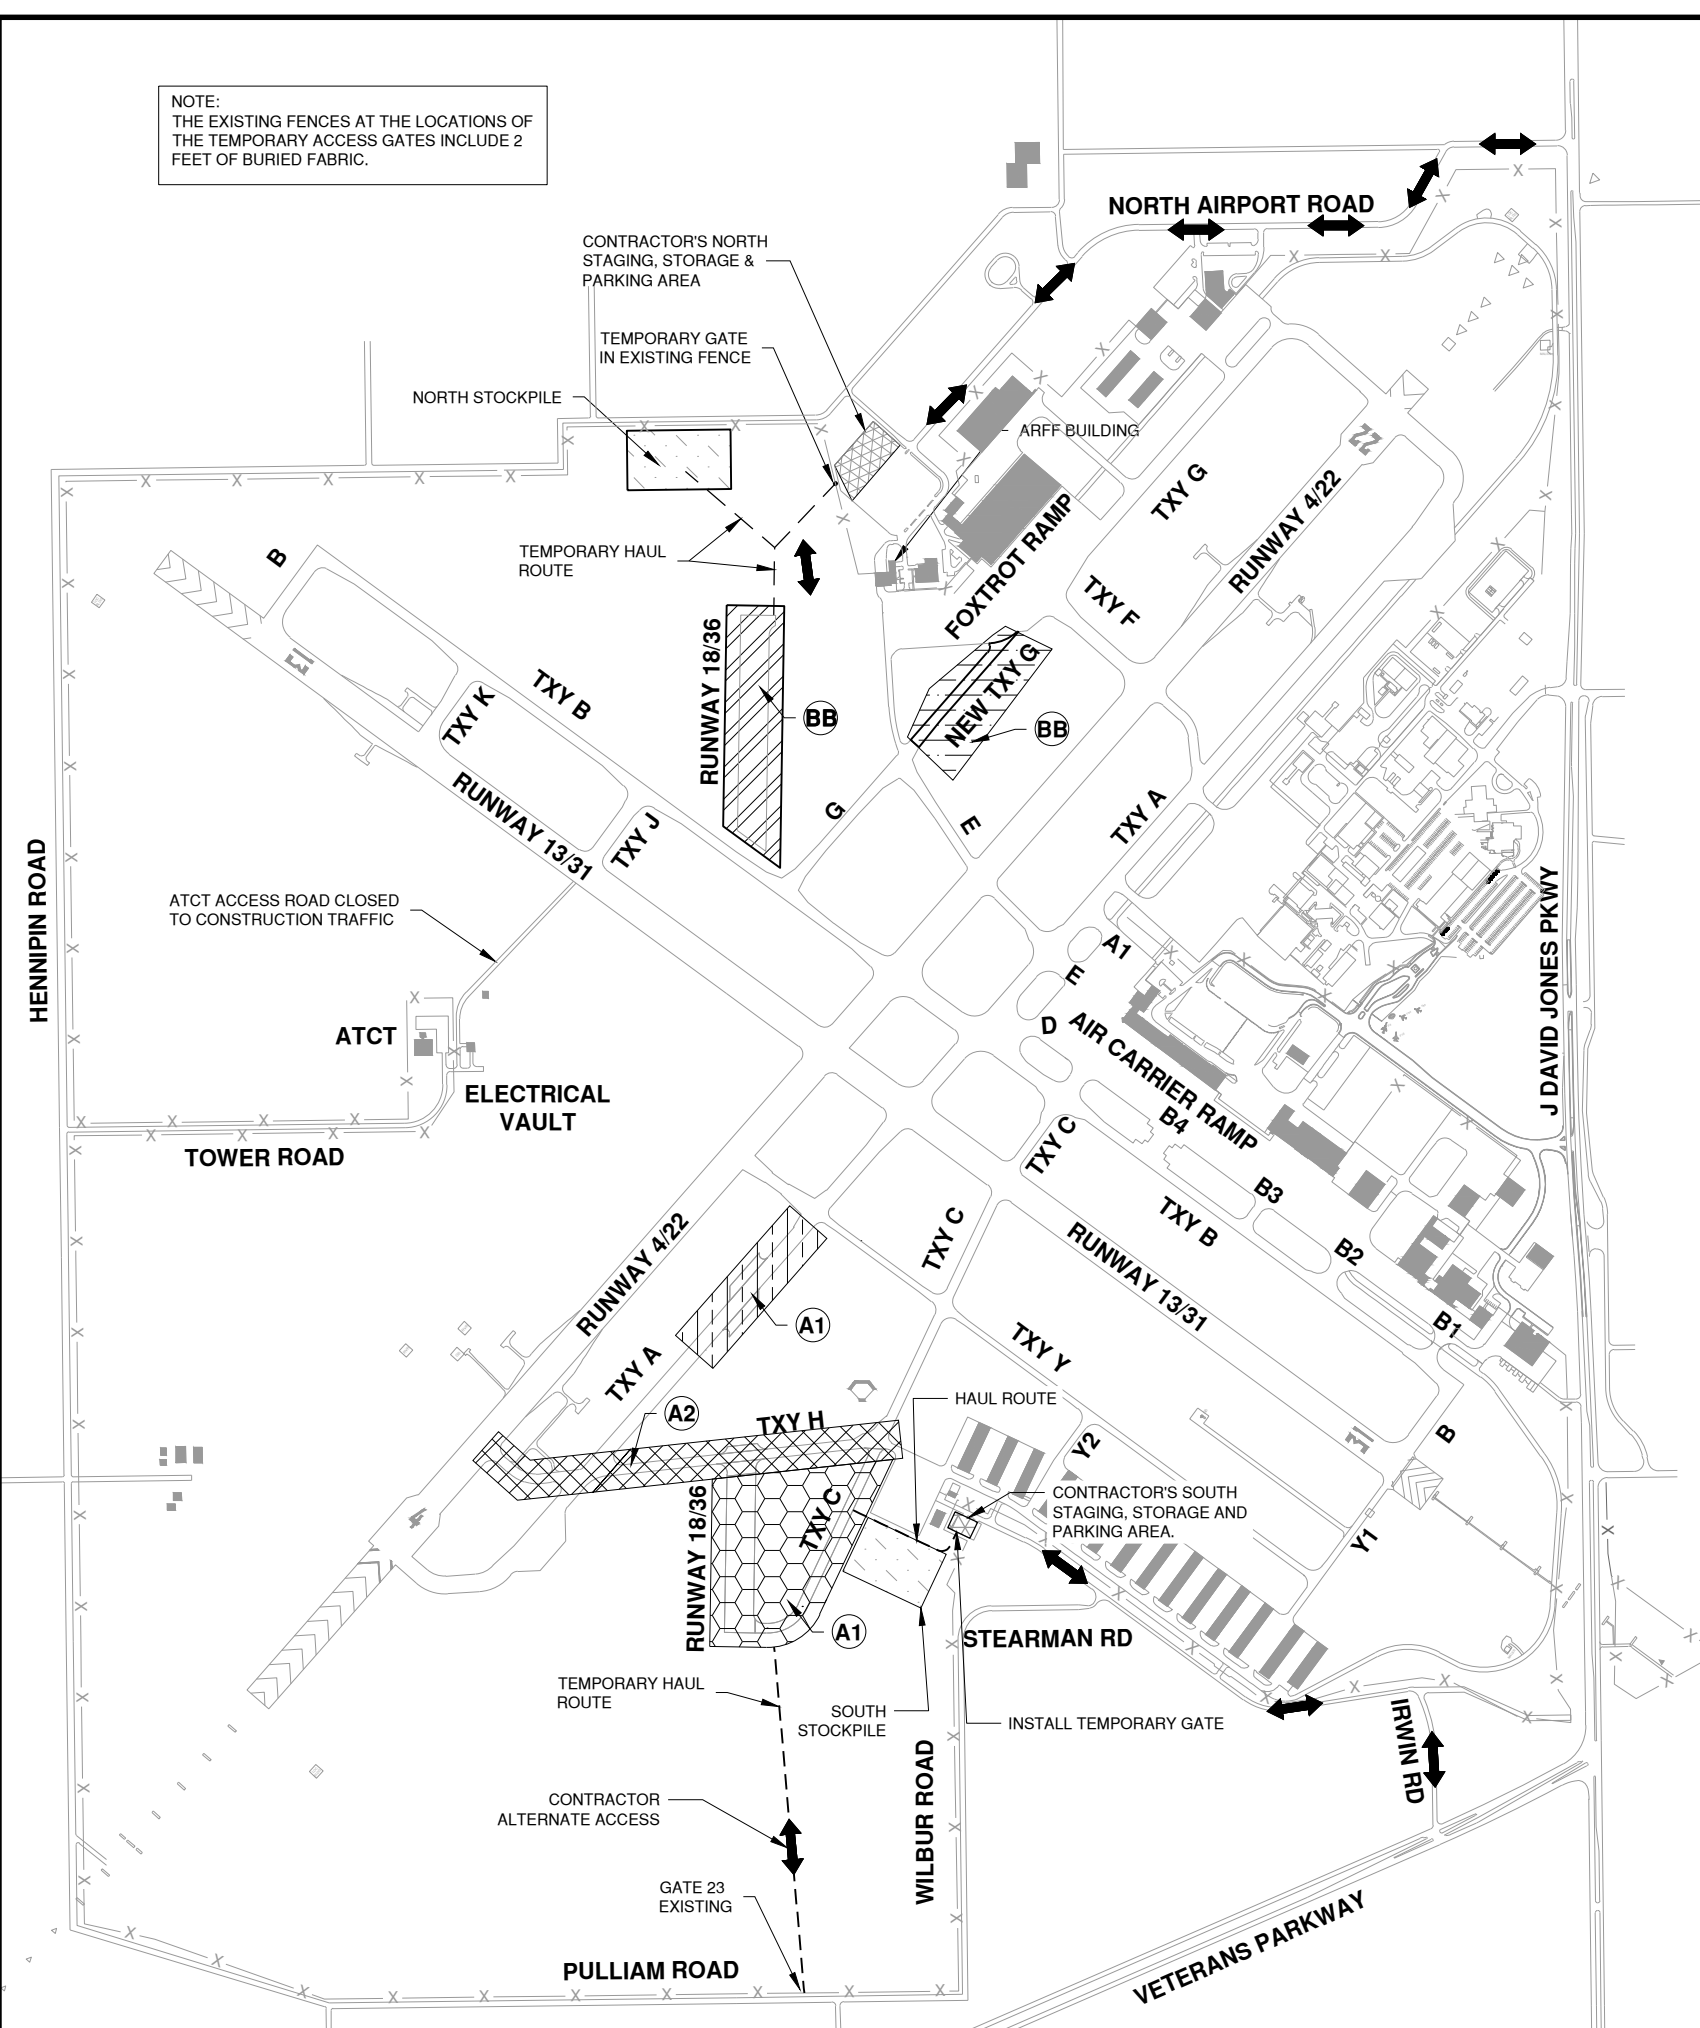 NOTE:
THE EXISTING FENCES AT THE LOCATIONS OF
THE TEMPORARY ACCESS GATES INCLUDE 2
FEET OF BURIED FABRIC.
NORTH AIRPORT ROAD
CONTRACTOR'S NORTH
STAGING, STORAGE &
PARKING AREA
TEMPORARY GATE
IN EXISTING FENCE
NORTH STOCKPILE
ARFF BUILDING
22
TXY G
RUNWAY 4/22
FOXTROT RAMP
TEMPORARY HAUL
ROUTE
B
TXY F
13
TXY B
TXY K
RUNWAY 18/36
BB
NEW TXY G
BB
RUNWAY 13/31
TXY J
G
E
TXY A
HENNIPIN ROAD
ATCT ACCESS ROAD CLOSED
TO CONSTRUCTION TRAFFIC
J DAVID JONES PKWY
A1
E
D
AIR CARRIER RAMP
ATCT
ELECTRICAL
VAULT
TOWER ROAD
B4
TXY C
B3
TXY B
B2
B1
TXY C
RUNWAY 4/22
RUNWAY 13/31
A1
TXY A
TXY Y
A2
TXY H
HAUL ROUTE
Y2
31
B
CONTRACTOR'S SOUTH
STAGING, STORAGE AND
PARKING AREA.
4
RUNWAY 18/36
TXY C
Y1
A1
STEARMAN RD
TEMPORARY HAUL
ROUTE
SOUTH
STOCKPILE
INSTALL TEMPORARY GATE
IRWIN RD
WILBUR ROAD
CONTRACTOR
ALTERNATE ACCESS
GATE 23
EXISTING
PULLIAM ROAD
VETERANS PARKWAY